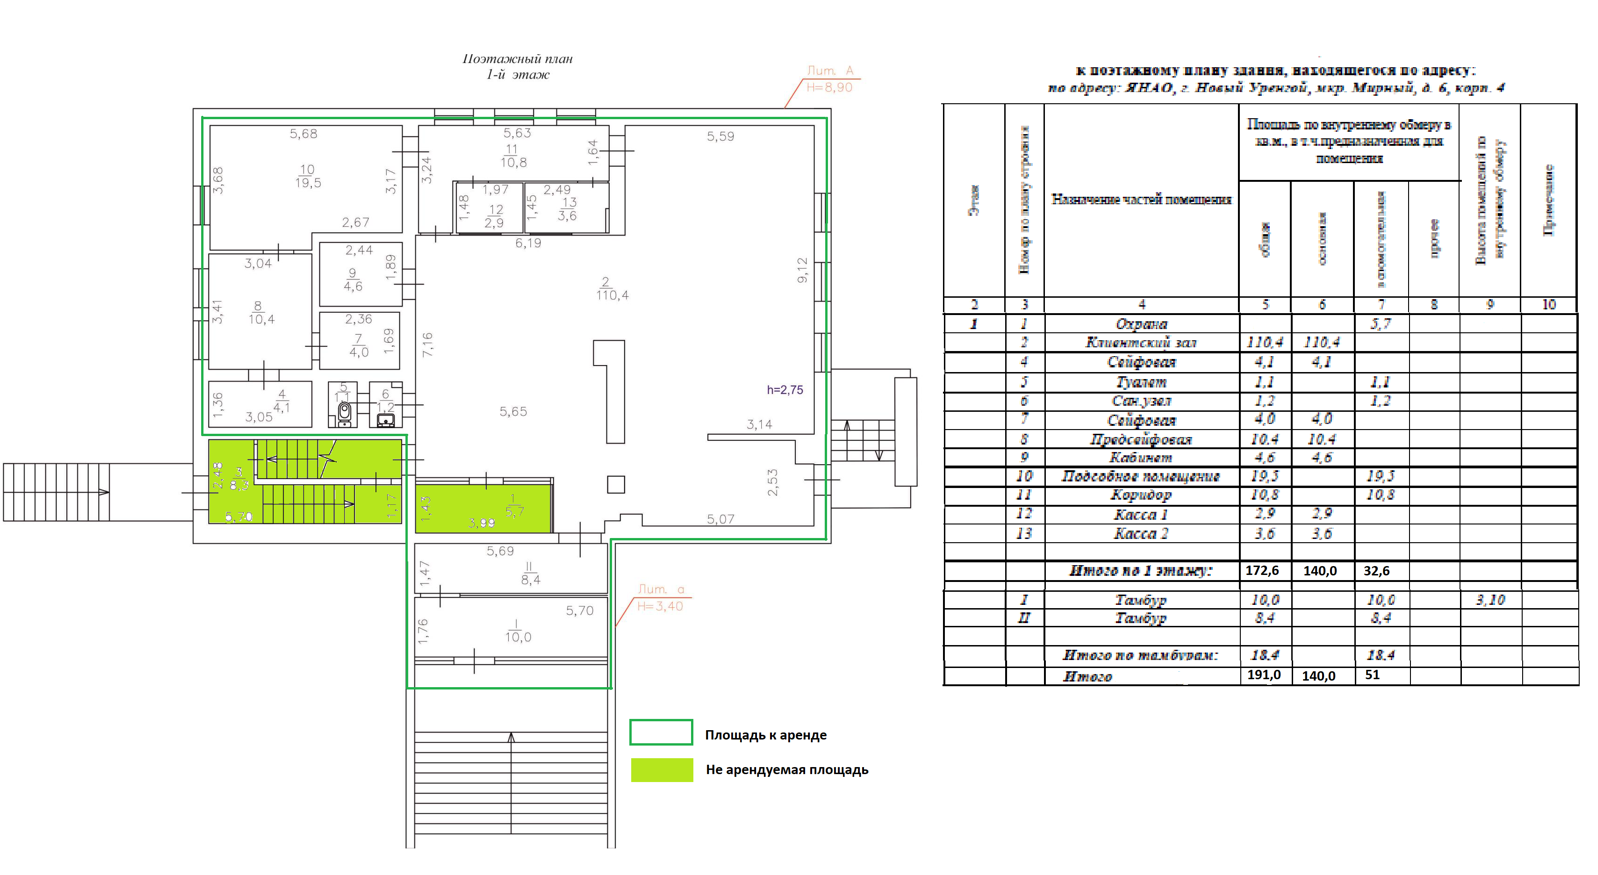 Поэтажный план
1-й этаж
Лит. А
Н=8,90
5,68
5,63
5,59
11
10,8
1,64
3,24
3,17
3,68
10
19,5
1,97
2,49
1,48
12
2,9
1,45
13
3,6
2,67
6,19
2,44
3,04
1,89
9
4,6
9,12
2
110,4
3,41
8
10,4
2,36
7
4,0
1,69
7,16
h=2,75
1,36
4
4,1
3,05
5
1,1
6
1,2
5,65
3,14
2,48
3
8,3
5,70
1,17
1,43
1
5,7
3,99
2,53
5,07
5,69
1,47
II
8,4
Лит. а
Н=3,40
5,70
1,76
I
10,0
Площадь к аренде
Не арендуемая площадь
к поэтажному плану здания, находящегося по адресу:
по адресу: ЯНАО, г. Новый Уренгой, мкр. Мирный, д. 6, корп. 4
Этаж
Номер по плану строения
Назначение частей помещения
Площадь по внутреннему обмеру в
кв.м., в т.ч.предназначенная для
помещения
общая
основная
вспомогательная
прочее
Высота помещений по
внутреннему обмеру
Примечание
2 3 4 5 6 7 8 9 10
1 1 Охрана 5,7
2 Клиентский зал 110,4 110,4
4 Сейфовая 4,1 4,1
5 Туалет 1,1 1,1
6 Сан.узел 1,2 1,2
7 Сейфовая 4,0 4,0
8 Предсейфовая 10.4 10.4
9 Кабинет 4,6 4,6
10 Подсобное помещение 19,5 19,5
11 Коридор 10,8 10,8
12 Касса 1 2,9 2,9
13 Касса 2 3,6 3,6
Итого по 1 этажу: 172,6 140,0 32,6
I Тамбур 10,0 10,0 3,10
II Тамбур 8,4 8,4
Итого по тамбурам: 18.4 18.4
Итого 191,0 140,0 51